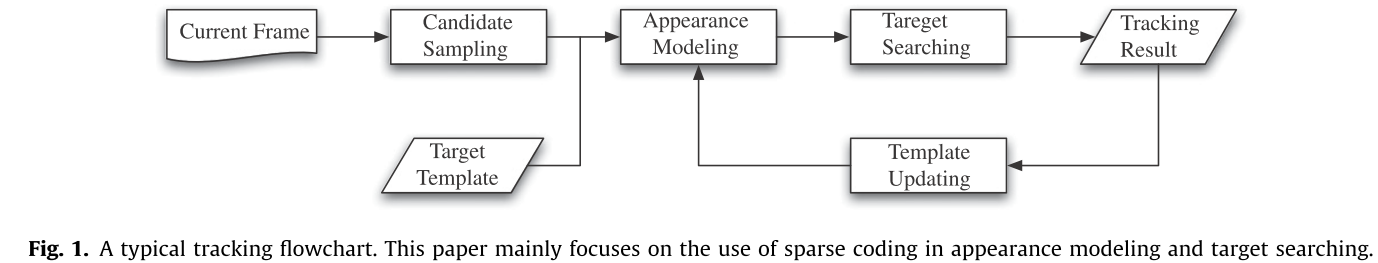 Current Frame
Candidate
Sampling
Appearance
Modeling
Tareget
Searching
Tracking
Result
Target
Template
Template
Updating
Fig. 1. A typical tracking flowchart. This paper mainly focuses on the use of sparse coding in appearance modeling and target searching.